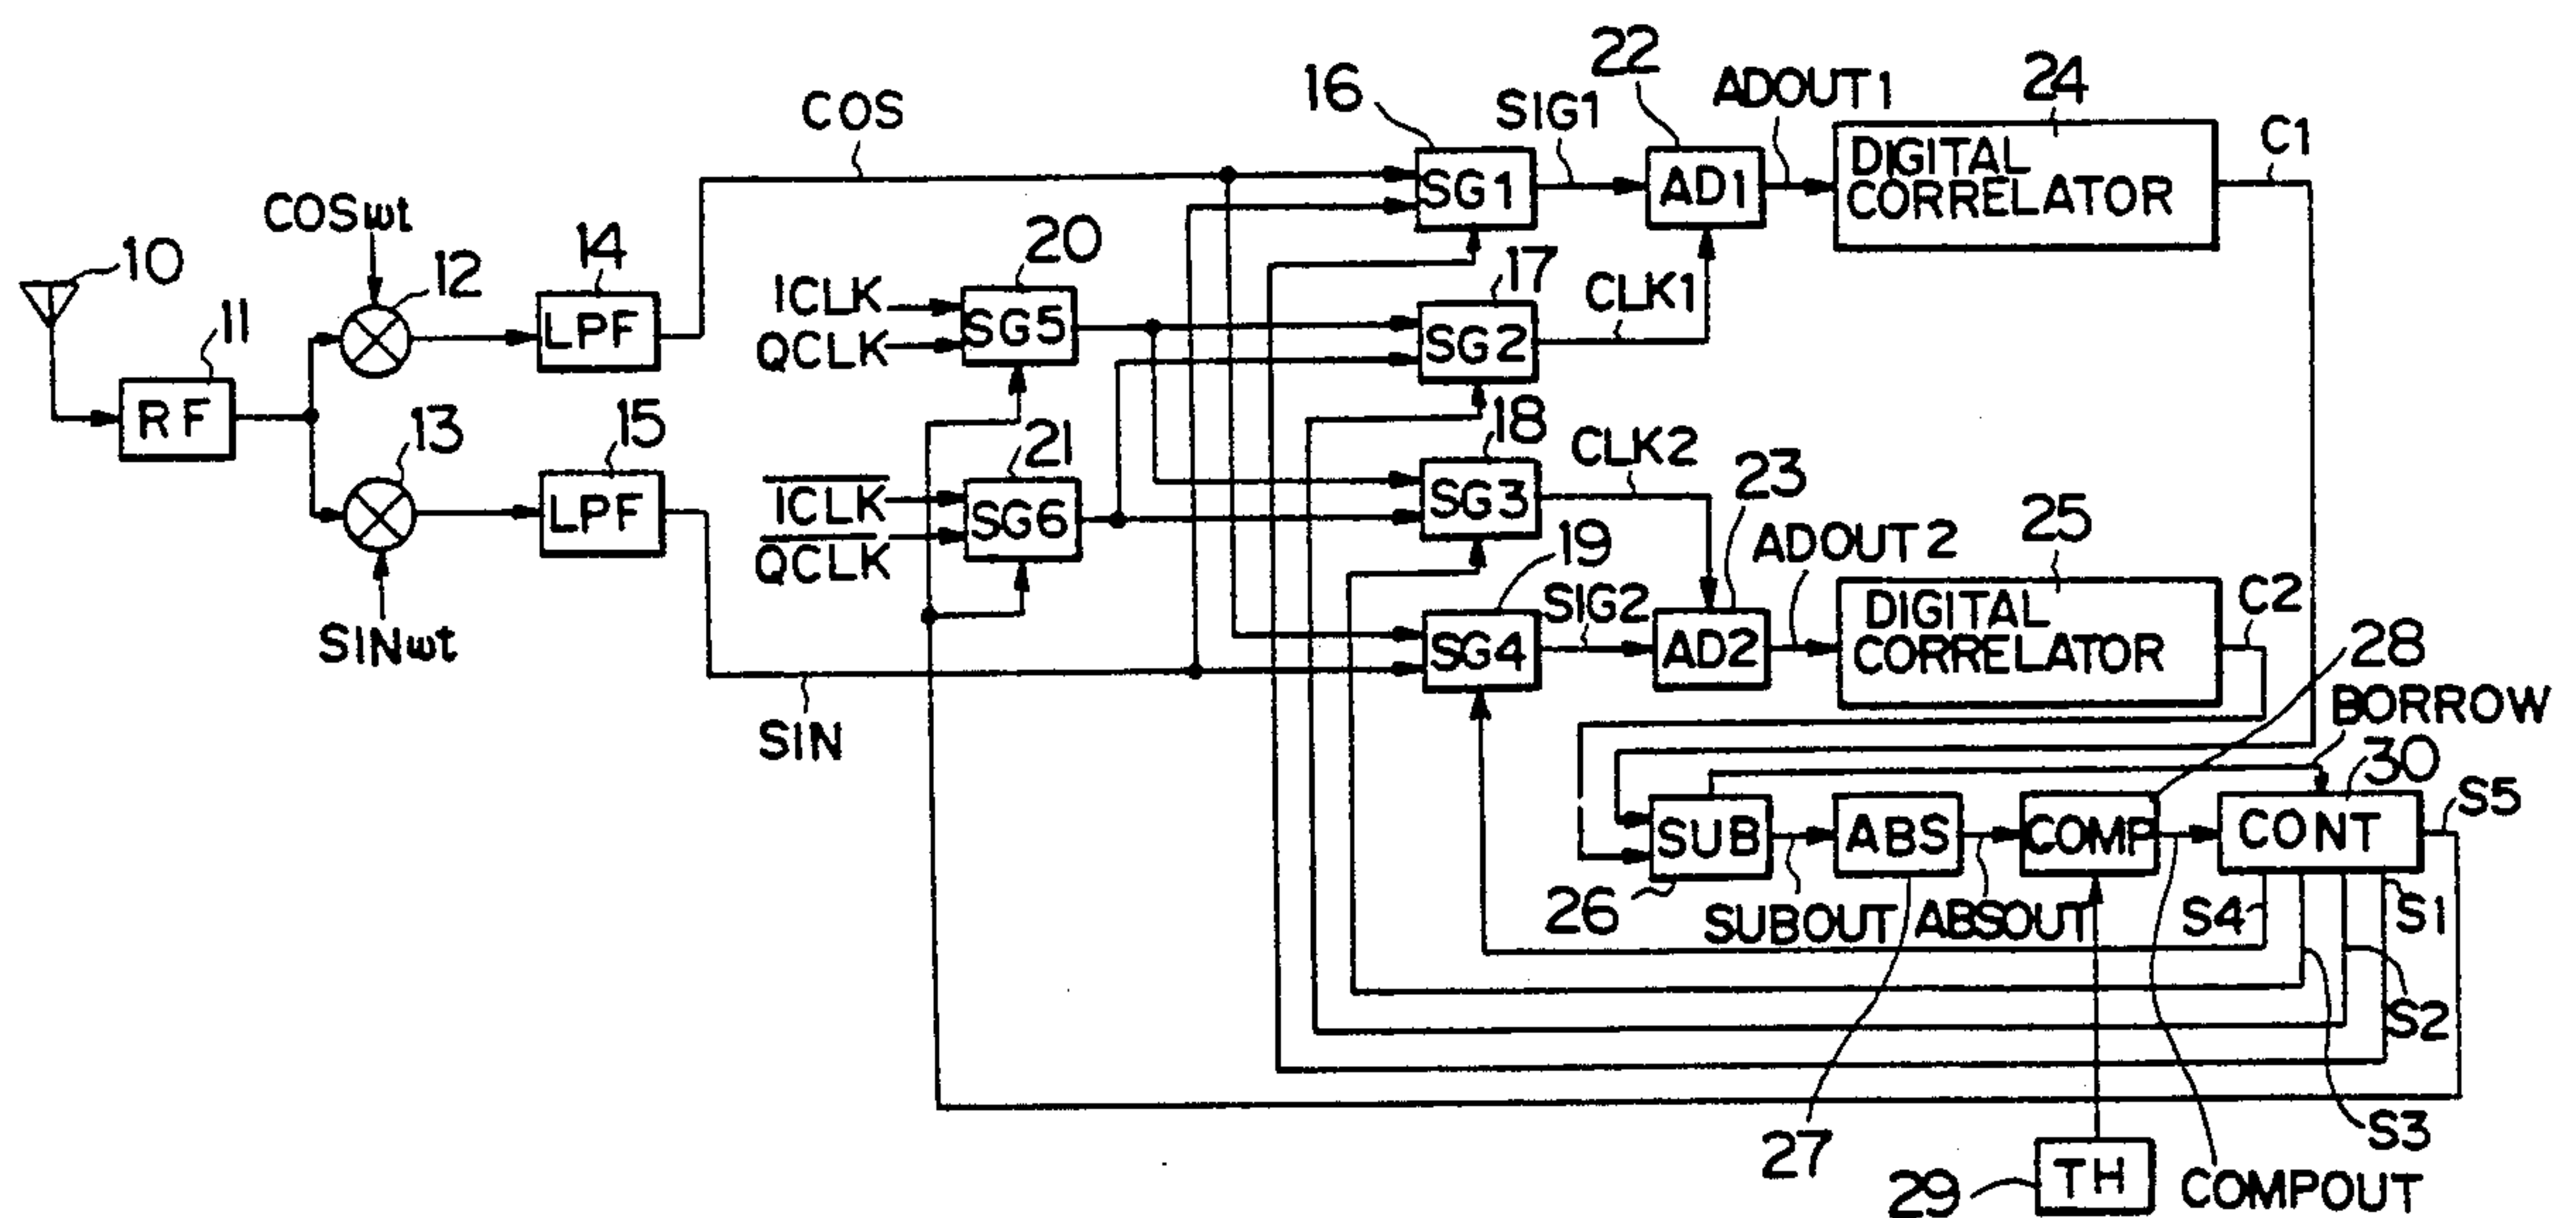 22
ADOUT1
24
16
SIG1
COS
C1
DIGITAL
CORRELATOR
SG1
AD1
COSωt
20
14
10
12
17
ICLK
CLK1
11
LPF
SG5
QCLK
SG2
RF
13
15
21
18
CLK2
23
ICLK
SG3
25
LPF
SG6
19
ADOUT2
QCLK
SIG2
C2
DIGITAL
CORRELATOR
28
SINωt
SG4
AD2
BORROW
SIN
30
S5
SUB
ABS
COMP
CONT
26
SUBOUT
ABSOUT
S4
S1
S2
S3
27
29
TH
COMPOUT